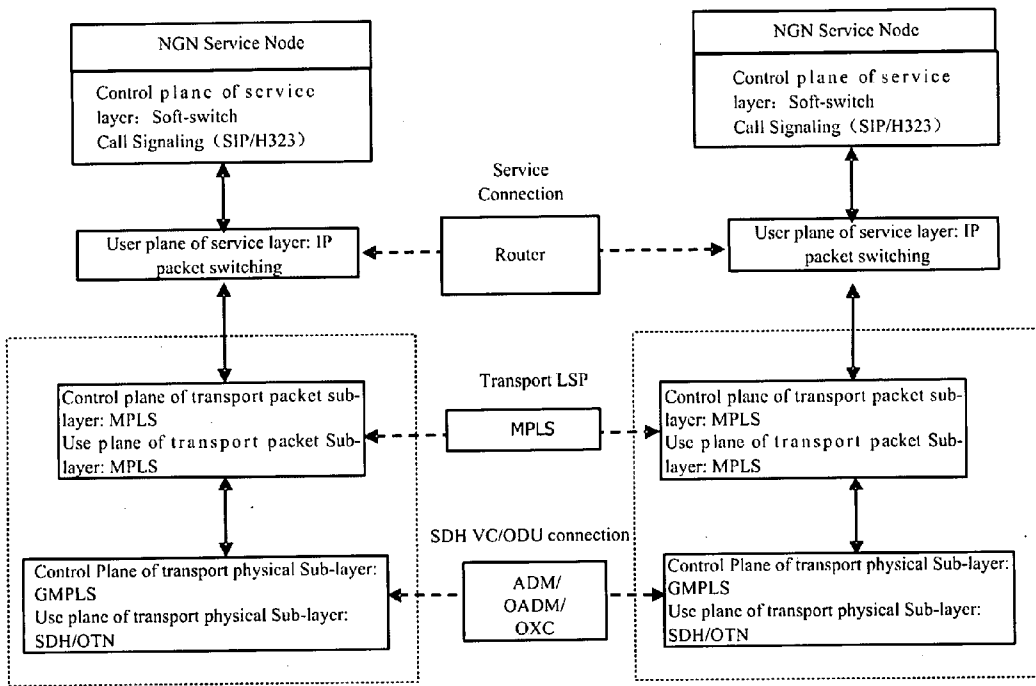 NGN Service Node
Control plane of service
layer: Soft-switch
Call Signaling (SIP/H323)
User plane of service layer: IP
packet switching
Control plane of transport packet sub-
layer: MPLS
Use plane of transport packet Sub-
layer: MPLS
Control Plane of transport physical Sub-layer:
GMPLS
Use plane of transport physical Sub-layer:
SDH/OTN
Service
Connection
Router
Transport LSP
MPLS
SDH VC/ODU connection
ADM/
OADM/
OXC
NGN Service Node
Control plane of service
layer: Soft-switch
Call Signaling (SIP/H323)
User plane of service layer: IP
packet switching
Control plane of transport packet sub-
layer: MPLS
Use plane of transport packet Sub-
layer: MPLS
Control Plane of transport physical Sub-layer:
GMPLS
Use plane of transport physical Sub-layer:
SDH/OTN